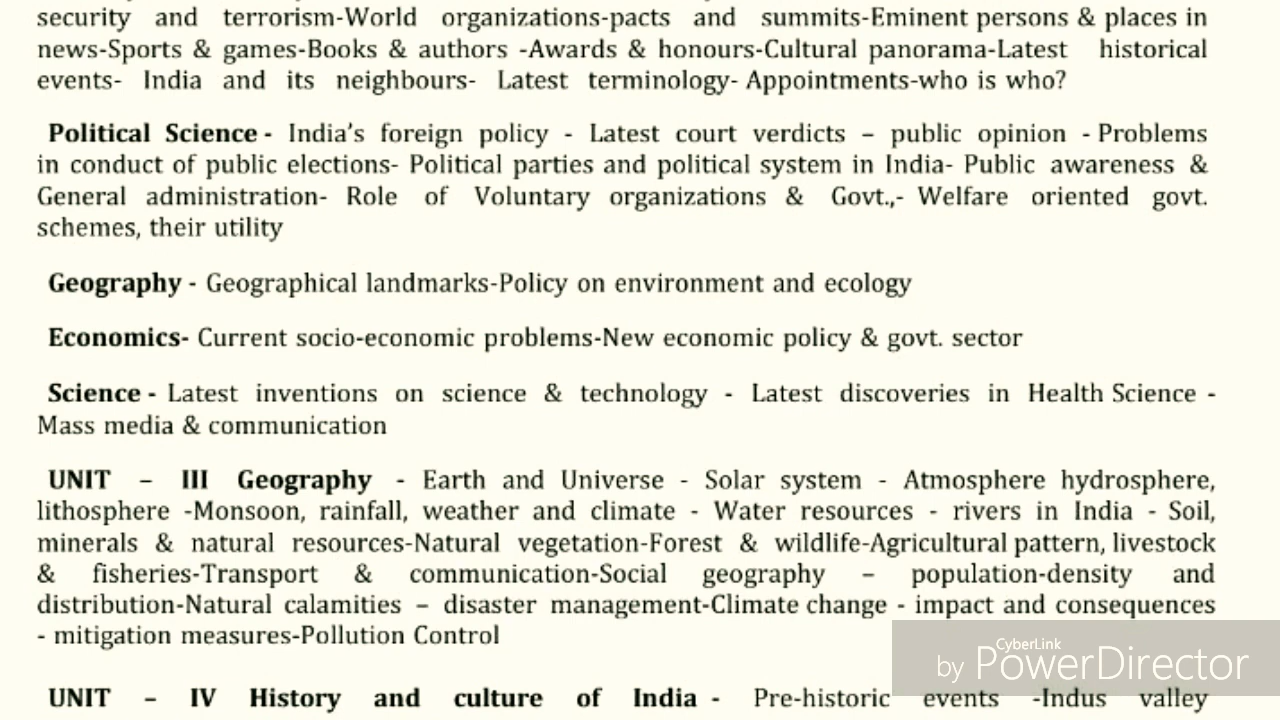 security and terrorism-World organizations-pacts and summits-Eminent persons & places in
news-Sports & games-Books & authors -Awards & honours-Cultural panorama-Latest historical
events- India and its neighbours- Latest terminology- Appointments-who is who?
Political Science - India's foreign policy - Latest court verdicts – public opinion - Problems
in conduct of public elections- Political parties and political system in India- Public awareness &
General administration- Role of Voluntary organizations & Govt.,- Welfare oriented govt.
schemes, their utility
Geography - Geographical landmarks-Policy on environment and ecology
Economics- Current socio-economic problems-New economic policy & govt. sector
Science - Latest inventions on science & technology - Latest discoveries in Health Science -
Mass media & communication
UNIT – III Geography - Earth and Universe - Solar system - Atmosphere hydrosphere,
lithosphere -Monsoon, rainfall, weather and climate - Water resources - rivers in India - Soil,
minerals & natural resources-Natural vegetation-Forest & wildlife-Agricultural pattern, livestock
& fisheries-Transport & communication-Social geography – population-density and
distribution-Natural calamities – disaster management-Climate change - impact and consequences
- mitigation measures-Pollution Control
UNIT – IV History and culture of India - Pre-historic events -Indus valley
CyberLink
by PowerDirector